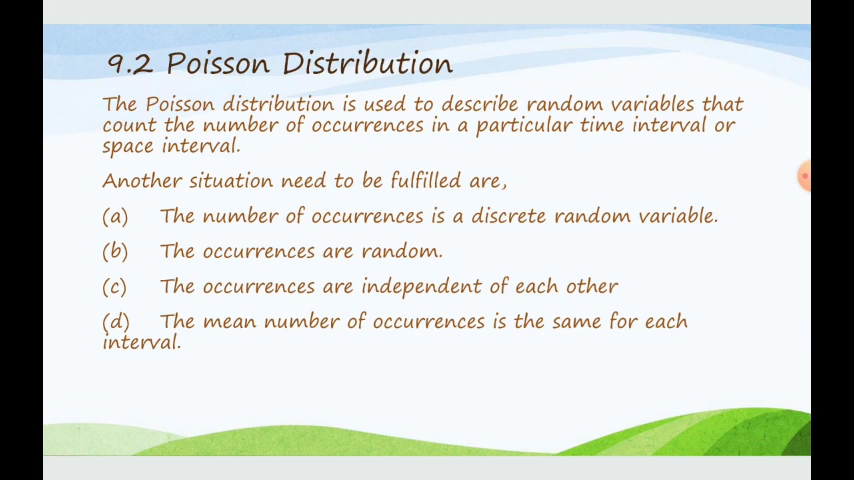 9.2 Poisson Distribution
The Poisson distribution is used to describe random variables that
count the number of occurrences in a particular time interval or
space interval.
Another situation need to be fulfilled are,
(a) The number of occurrences is a discrete random variable.
(b) The occurrences are random.
(c) The occurrences are independent of each other
(d) The mean number of occurrences is the same for each
interval.